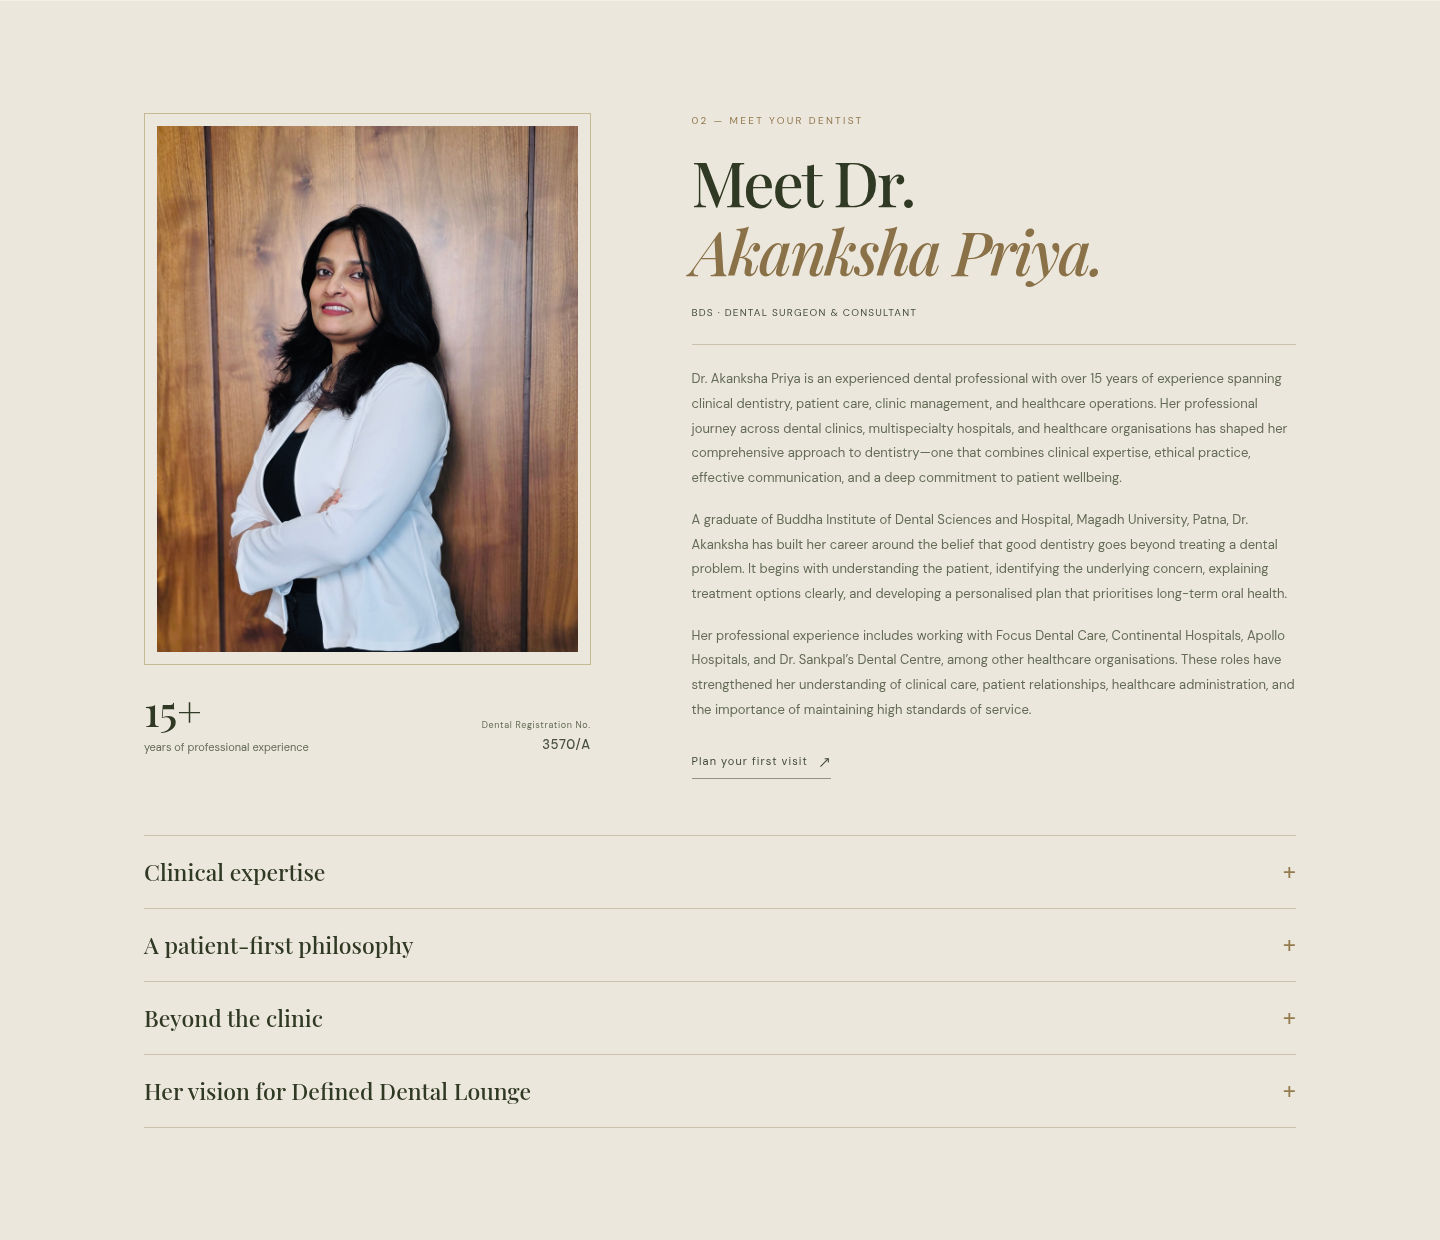 02 — MEET YOUR DENTIST
Meet Dr.
Akanksha Priya.
BDS · DENTAL SURGEON & CONSULTANT
Dr. Akanksha Priya is an experienced dental professional with over 15 years of experience spanning
clinical dentistry, patient care, clinic management, and healthcare operations. Her professional
journey across dental clinics, multispecialty hospitals, and healthcare organisations has shaped her
comprehensive approach to dentistry—one that combines clinical expertise, ethical practice,
effective communication, and a deep commitment to patient wellbeing.
A graduate of Buddha Institute of Dental Sciences and Hospital, Magadh University, Patna, Dr.
Akanksha has built her career around the belief that good dentistry goes beyond treating a dental
problem. It begins with understanding the patient, identifying the underlying concern, explaining
treatment options clearly, and developing a personalised plan that prioritises long-term oral health.
Her professional experience includes working with Focus Dental Care, Continental Hospitals, Apollo
Hospitals, and Dr. Sankpal’s Dental Centre, among other healthcare organisations. These roles have
strengthened her understanding of clinical care, patient relationships, healthcare administration, and
the importance of maintaining high standards of service.
Plan your first visit ↗
15+
years of professional experience
Dental Registration No.
3570/A
Clinical expertise +
A patient-first philosophy +
Beyond the clinic +
Her vision for Defined Dental Lounge +